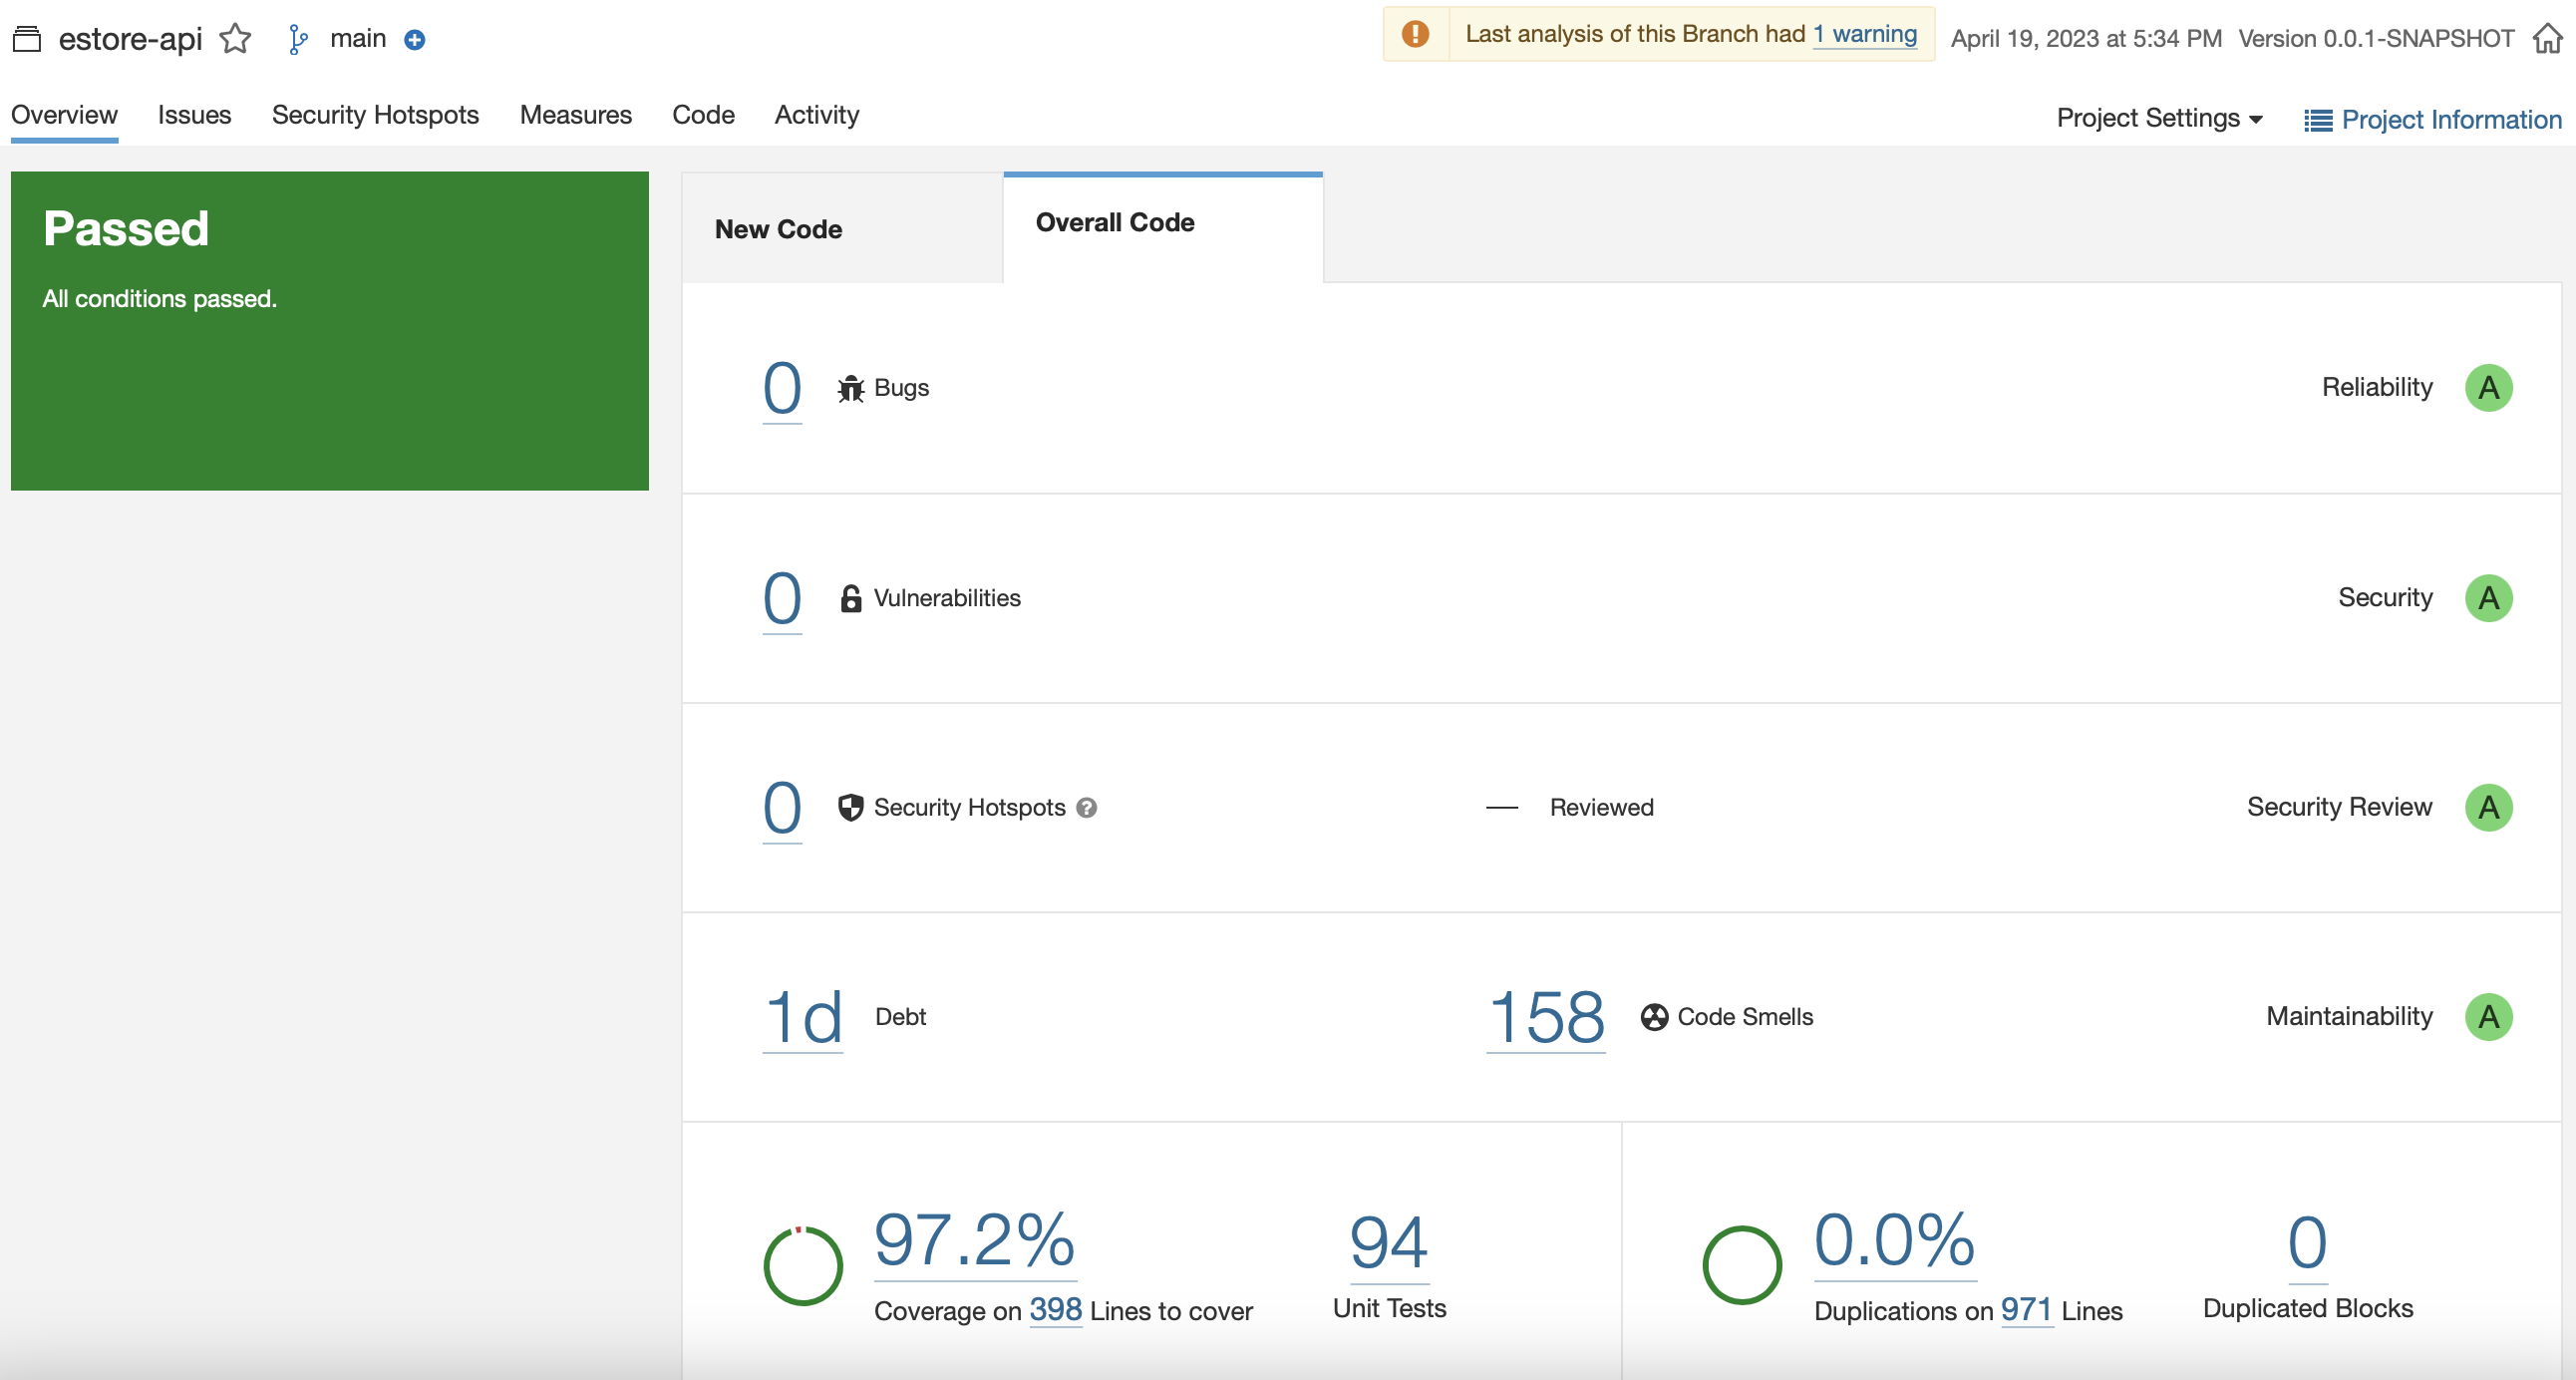 estore-api main
Last analysis of this Branch had 1 warning
April 19, 2023 at 5:34 PM Version 0.0.1-SNAPSHOT
Overview Issues Security Hotspots Measures Code Activity
Project Settings Project Information
Passed
All conditions passed.
New Code
Overall Code
0 Bugs
Reliability A
0 Vulnerabilities
Security A
0 Security Hotspots ?
— Reviewed
Security Review A
1d Debt
158 Code Smells
Maintainability A
97.2%
Coverage on 398 Lines to cover
94
Unit Tests
0.0%
Duplications on 971 Lines
0
Duplicated Blocks